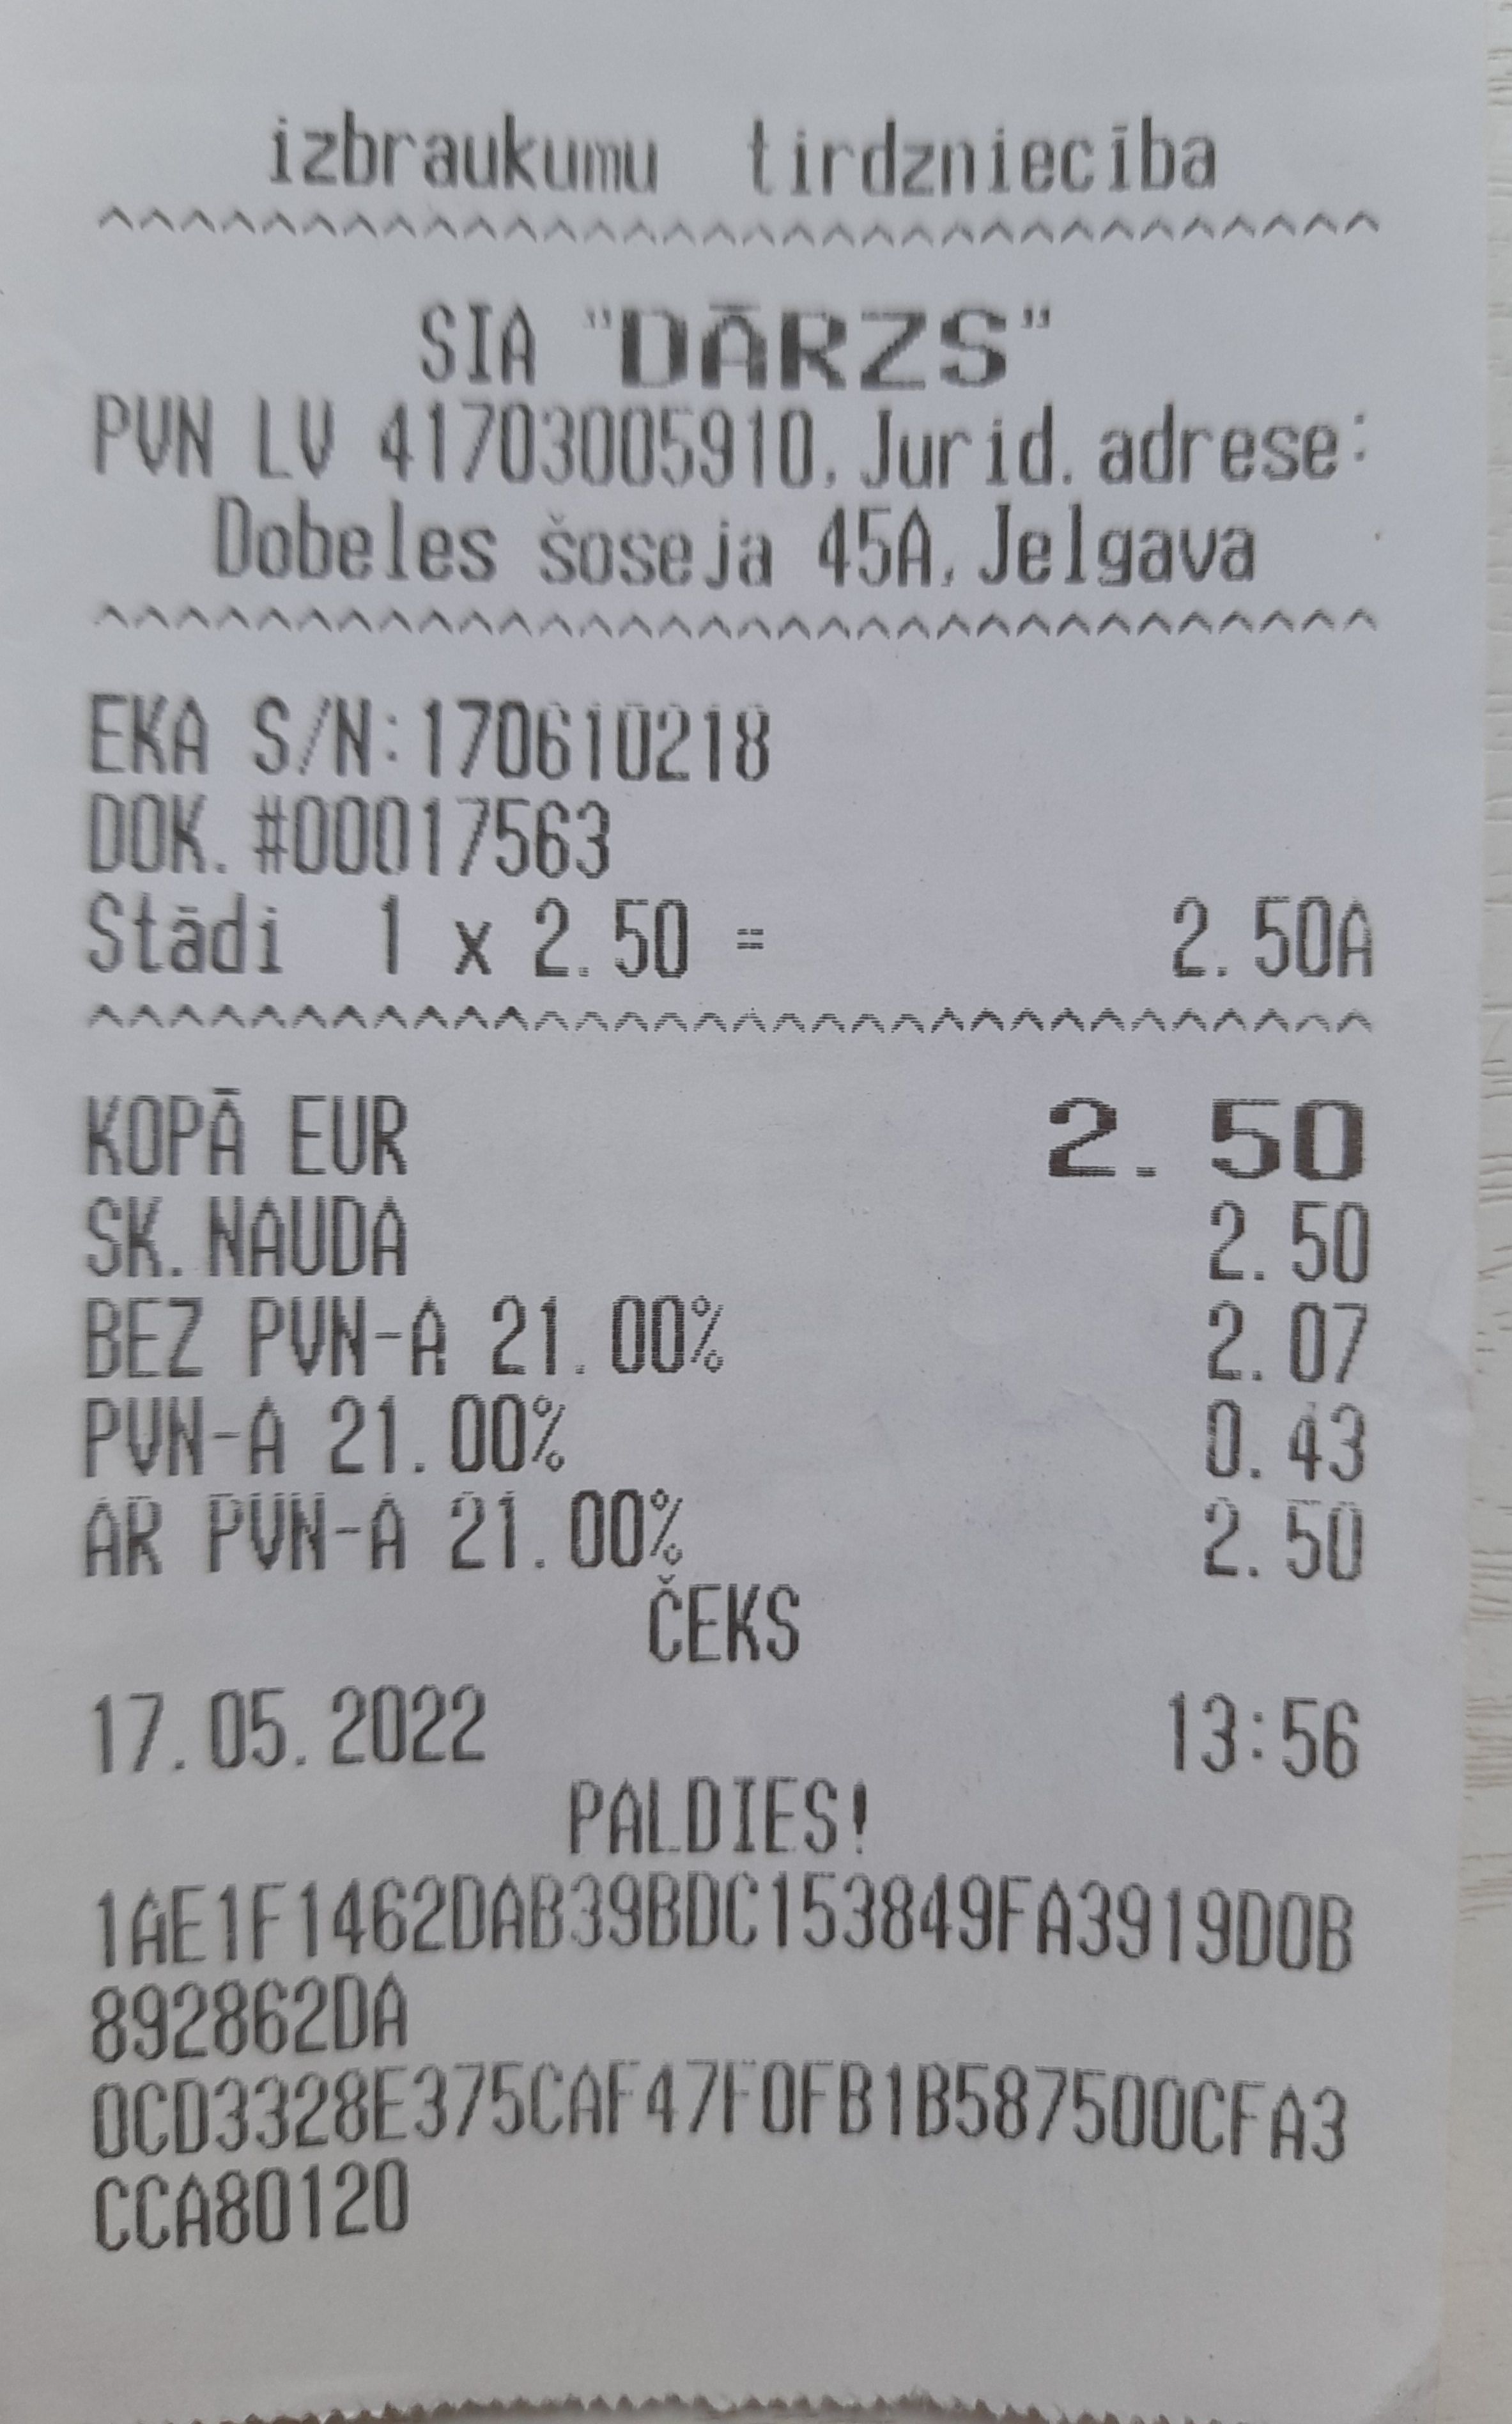 izbraukumu tirdzniecība
^^^^^^^^^^^^^^^^^^^^^^^^^^^^^^^^
SIA "DĀRZS"
PVN LV 41703005910,Jurid.adrese:
Dobeles šoseja 45A,Jelgava
^^^^^^^^^^^^^^^^^^^^^^^^^^^^^^^^
EKA S/N:170610218
DOK. #00017563
Stādi 1 x 2.50 = 2.50A
^^^^^^^^^^^^^^^^^^^^^^^^^^^^^^^^
KOPĀ EUR 2.50
SK.NAUDA 2.50
BEZ PVN-A 21.00% 2.07
PVN-A 21.00% 0.43
AR PVN-A 21.00% 2.50
ČEKS
17.05.2022 13:56
PALDIES!
1AE1F1462DAB39BDC153849FA3919D0B
892862DA
0CD3328E375CAF47F0FB1B587500CFA3
CCA80120